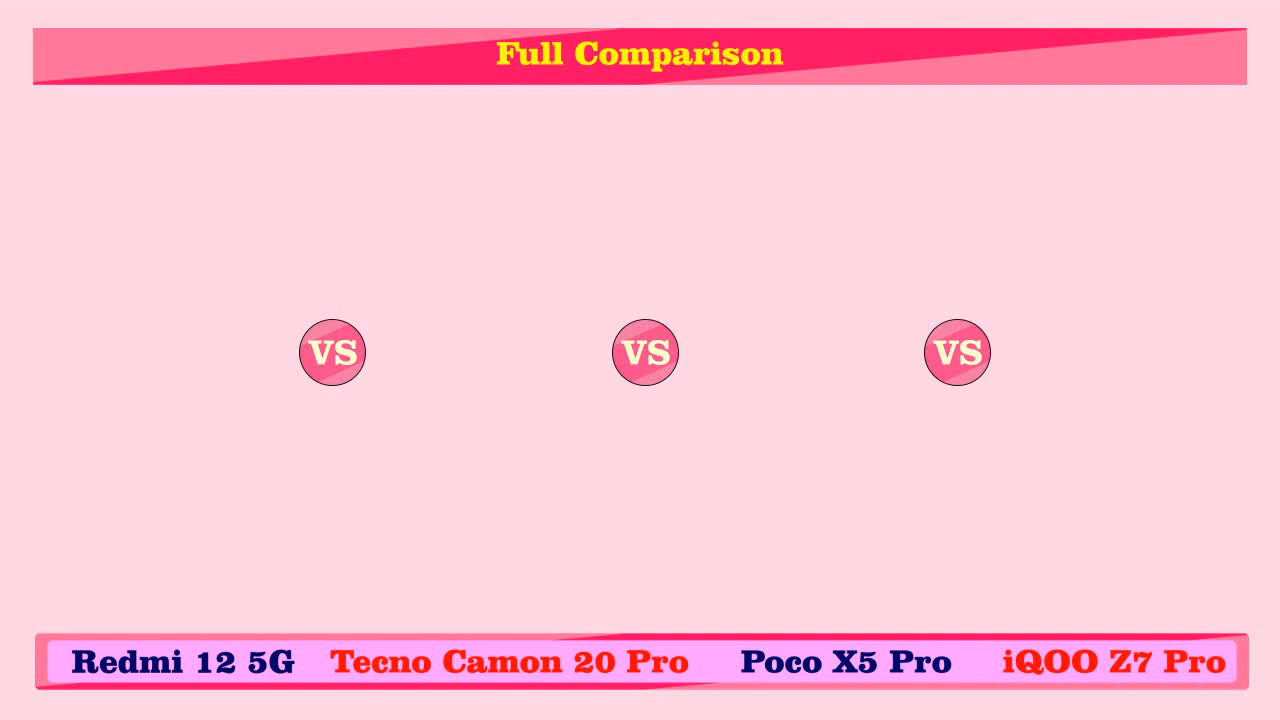 Full Comparison
VS VS VS
Redmi 12 5G Tecno Camon 20 Pro Poco X5 Pro iQOO Z7 Pro